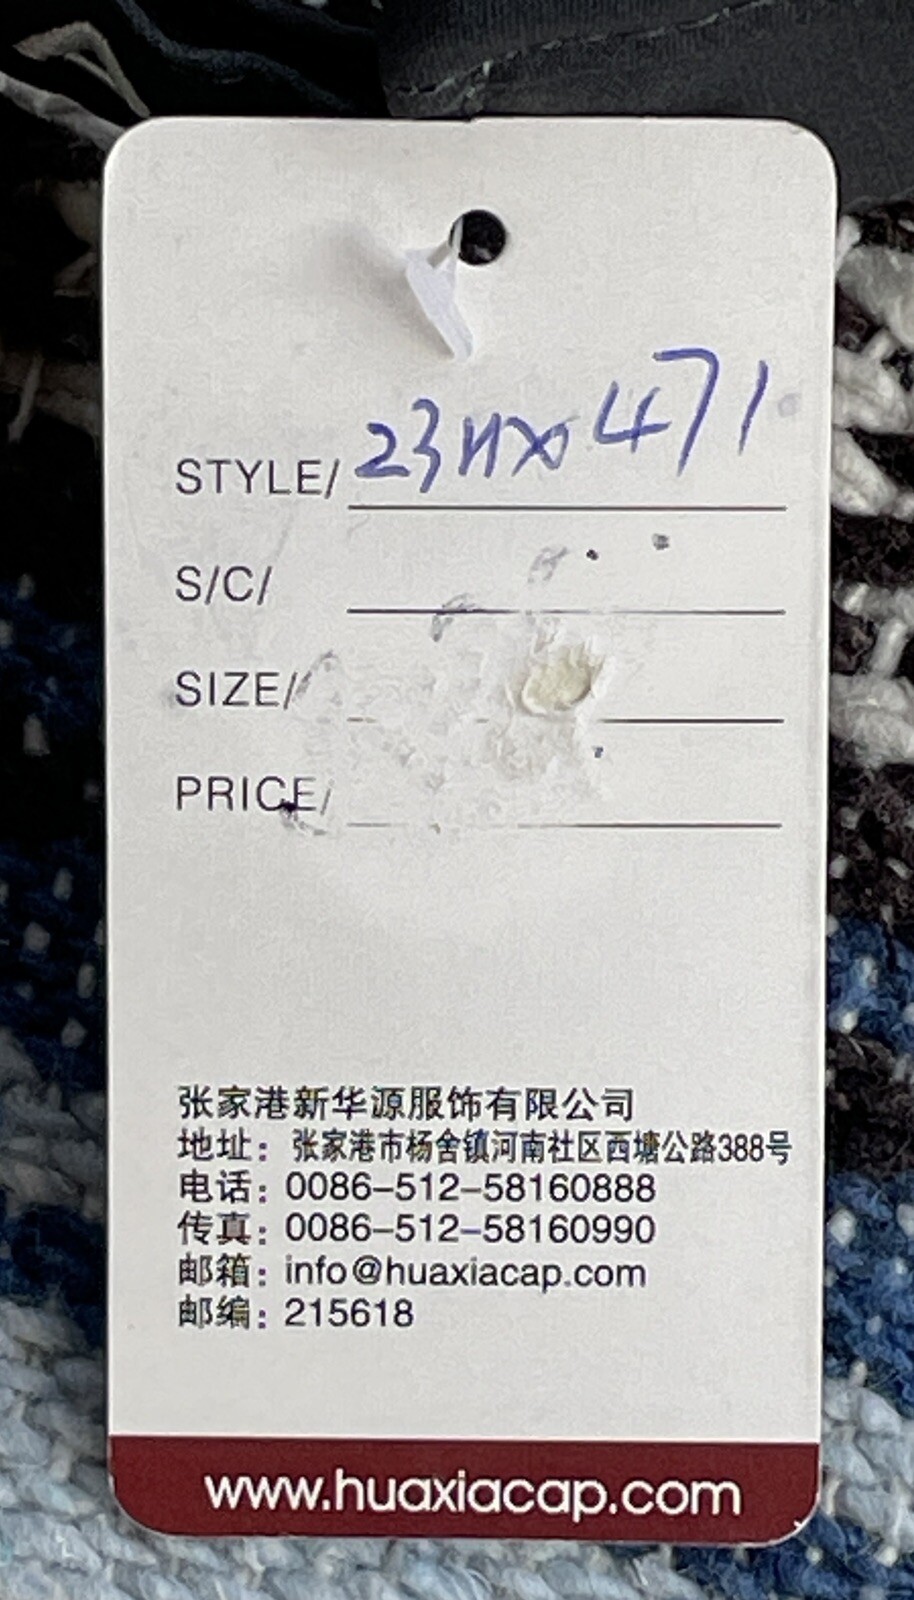 STYLE/ 23HX471
S/C/
SIZE/
PRICE/
张家港新华源服饰有限公司
地址：张家港市杨舍镇河南社区西塘公路388号
电话：0086-512-58160888
传真：0086-512-58160990
邮箱：info@huaxiacap.com
邮编：215618
www.huaxiacap.com